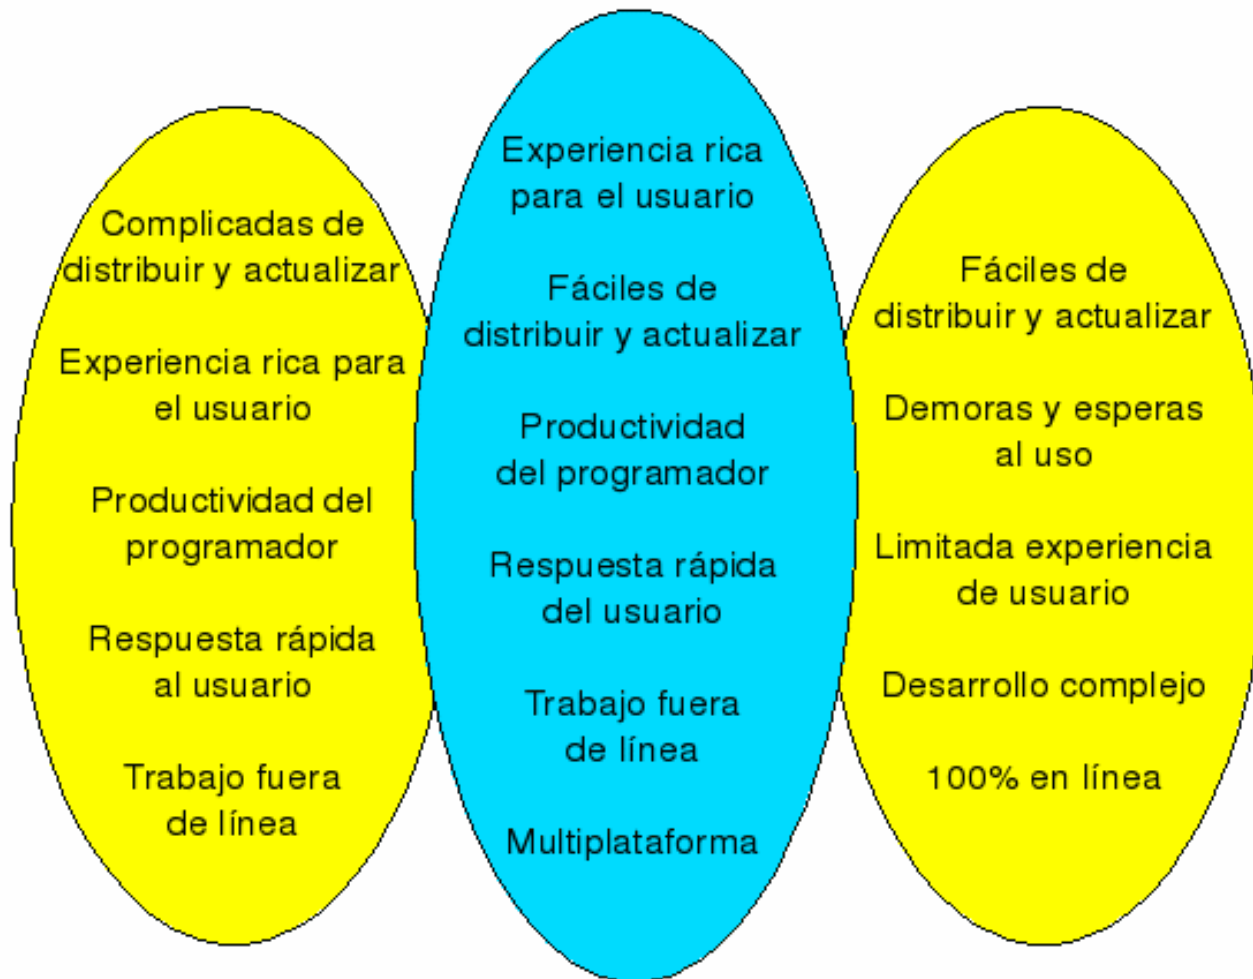 Complicadas de
distribuir y actualizar
Experiencia rica para
el usuario
Productividad del
programador
Respuesta rápida
al usuario
Trabajo fuera
de línea
Experiencia rica
para el usuario
Fáciles de
distribuir y actualizar
Productividad
del programador
Respuesta rápida
del usuario
Trabajo fuera
de línea
Multiplataforma
Fáciles de
distribuir y actualizar
Demoras y esperas
al uso
Limitada experiencia
de usuario
Desarrollo complejo
100% en línea